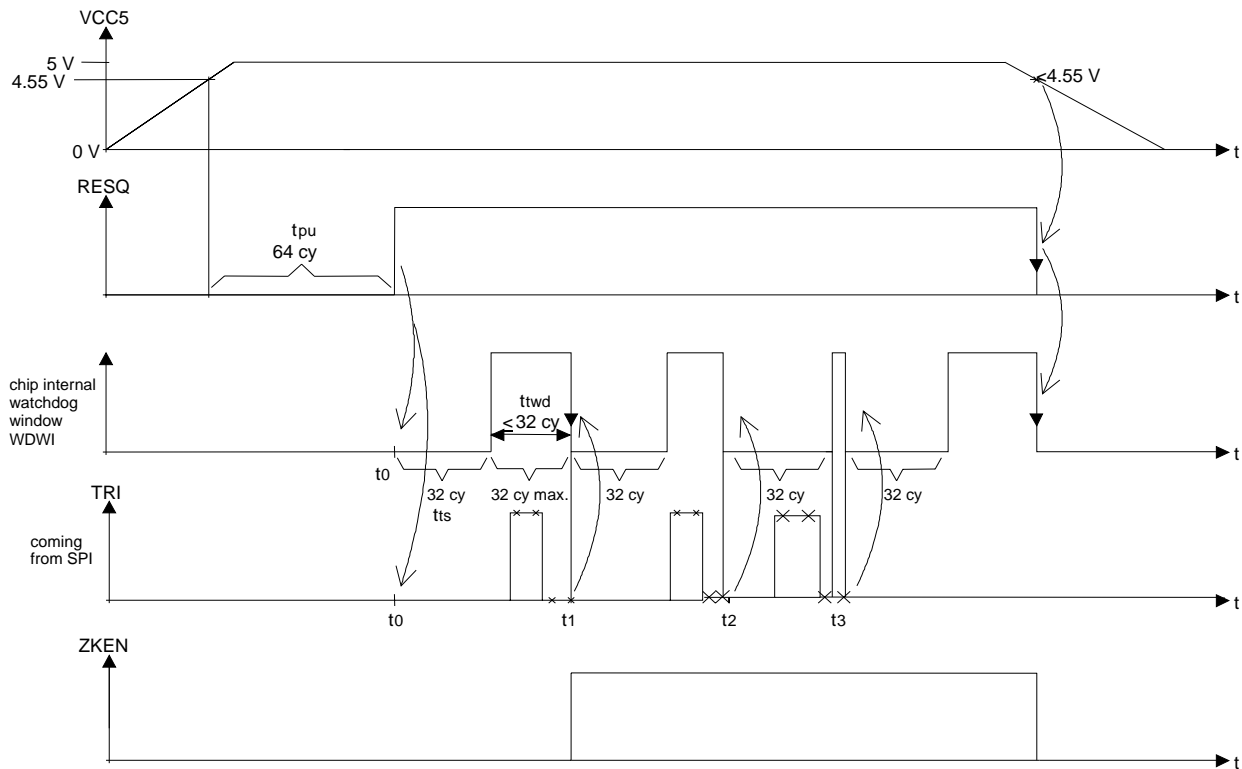 VCC5
5 V
4.55 V
<4.55 V
0 V
t
RESQ
tpu
64 cy
t
chip internal
watchdog
window
WDWI
ttwd
≤ 32 cy
t
t0
32 cy
32 cy max.
32 cy
32 cy
32 cy
tts
TRI
coming
from SPI
t
t0
t1
t2
t3
ZKEN
t